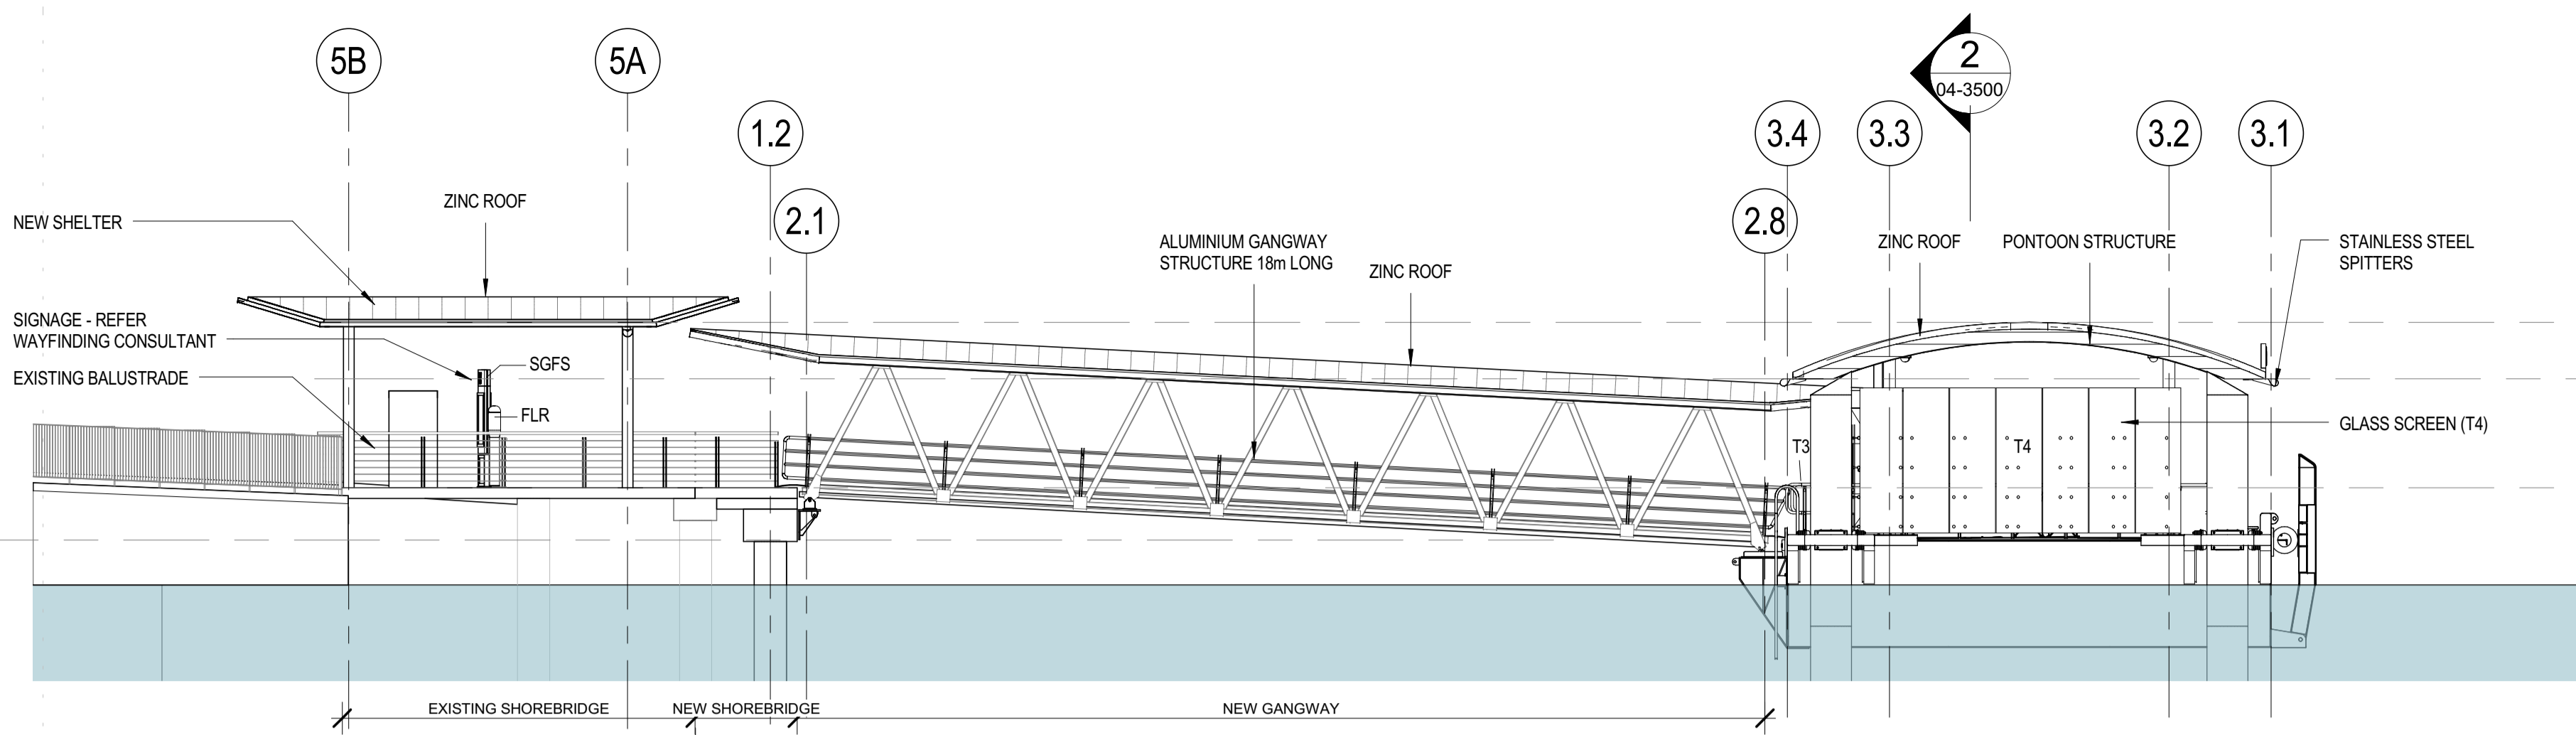 5B
5A
2
04-3500
1.2
3.4
3.3
3.2
3.1
2.1
2.8
ZINC ROOF
NEW SHELTER
ALUMINIUM GANGWAY
STRUCTURE 18m LONG
ZINC ROOF
ZINC ROOF
PONTOON STRUCTURE
STAINLESS STEEL
SPITTERS
SIGNAGE - REFER
WAYFINDING CONSULTANT
SGFS
EXISTING BALUSTRADE
FLR
GLASS SCREEN (T4)
T3
T4
EXISTING SHOREBRIDGE
NEW SHOREBRIDGE
NEW GANGWAY